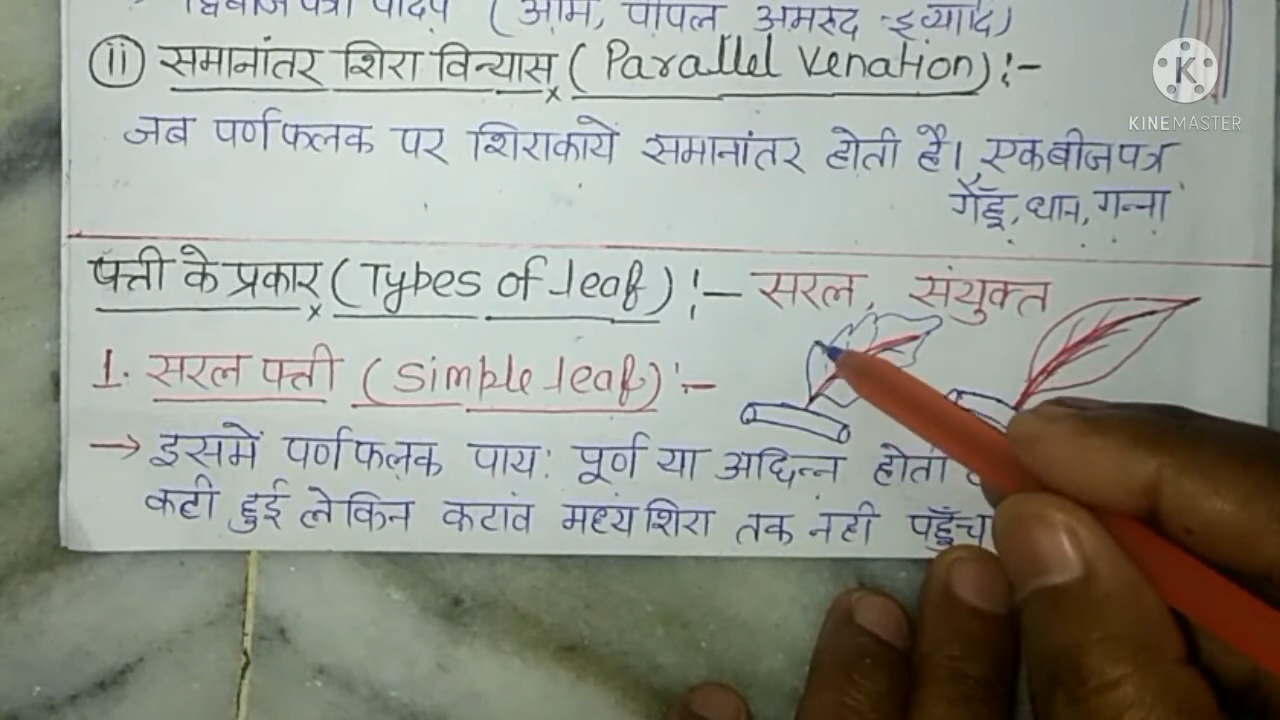 द्विबीजपत्री पादप (आम, पीपल अमरुद इत्यादि)
K
KINEMASTER
(ii) समानांतर शिरा विन्यास (Parallel Venation) :-
जब पर्णफलक पर शिराकाये समानांतर होती है। एकबीजपत्र
गेहूँ, धान, गन्ना
पत्ती के प्रकार (Types of leaf) :- सरल, संयुक्त
1. सरल पत्ती (Simple leaf) :-
→ इसमें पर्णफलक पाय: पूर्ण या अछिन्न होता
कटी हुई लेकिन कटाव मध्यशिरा तक नही पहुँच